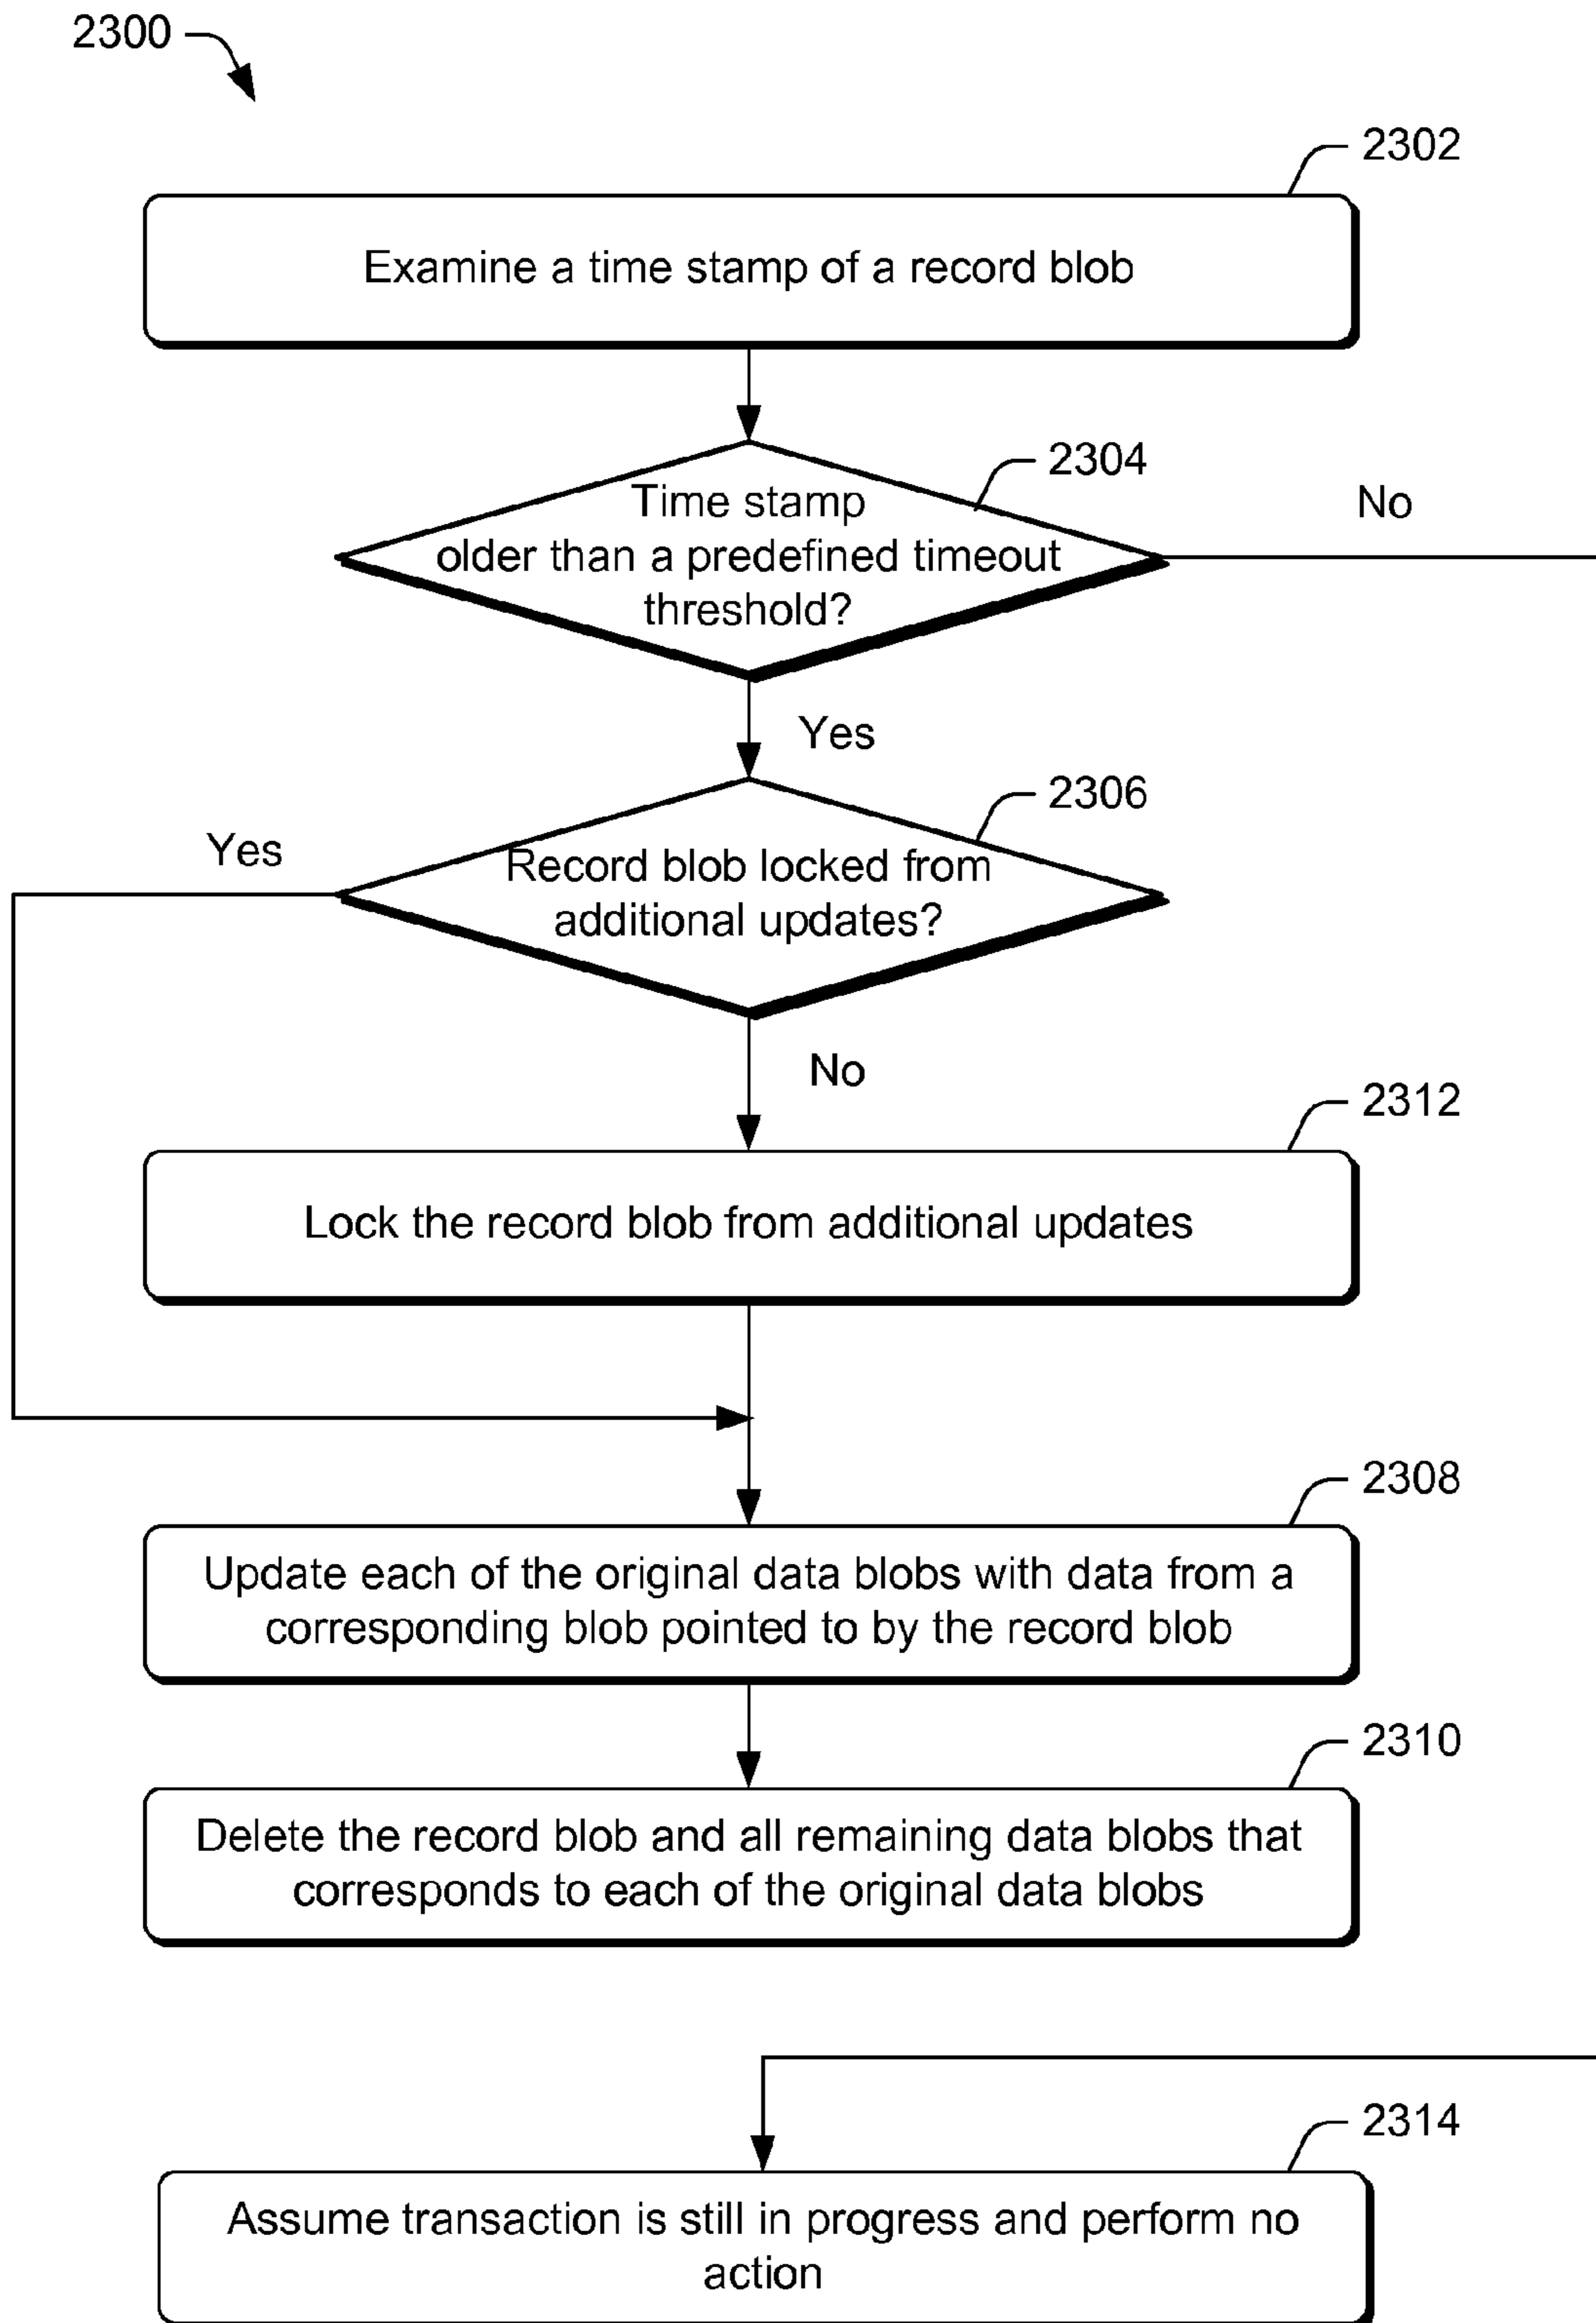 2300
2302
Examine a time stamp of a record blob
2304
Time stamp
older than a predefined timeout
threshold?
No
Yes
2306
Record blob locked from
additional updates?
Yes
No
2312
Lock the record blob from additional updates
2308
Update each of the original data blobs with data from a
corresponding blob pointed to by the record blob
2310
Delete the record blob and all remaining data blobs that
corresponds to each of the original data blobs
2314
Assume transaction is still in progress and perform no
action